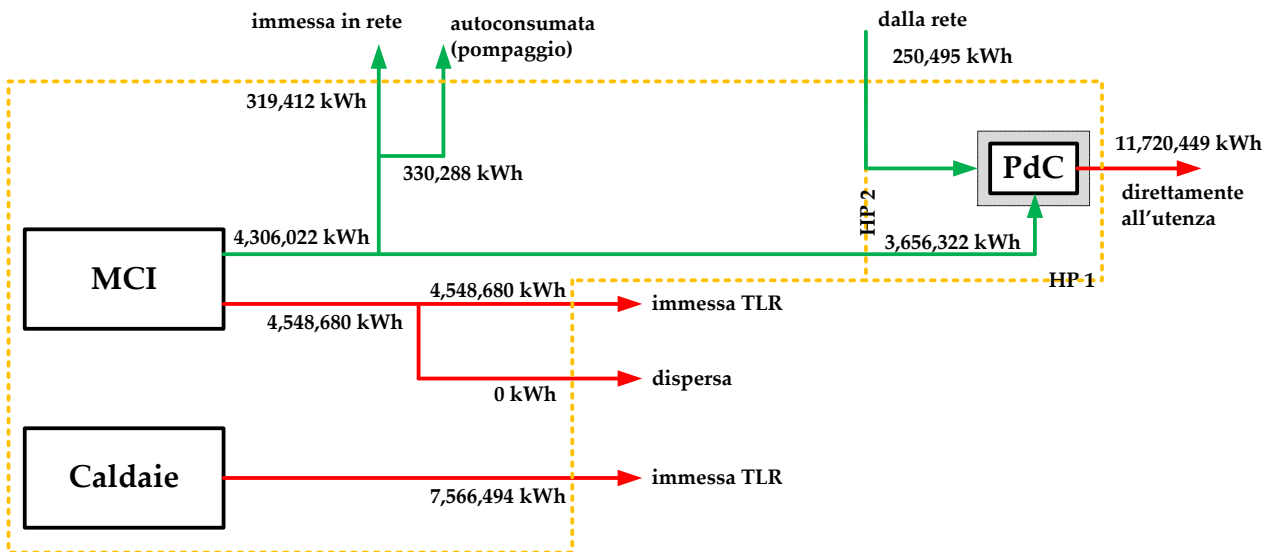 immessa in rete
autoconsumata
(pompaggio)
dalla rete
250,495 kWh
319,412 kWh
330,288 kWh
PdC
11,720,449 kWh
direttamente
all'utenza
HP 2
4,306,022 kWh
3,656,322 kWh
HP 1
MCI
4,548,680 kWh
immessa TLR
4,548,680 kWh
dispersa
0 kWh
Caldaie
immessa TLR
7,566,494 kWh